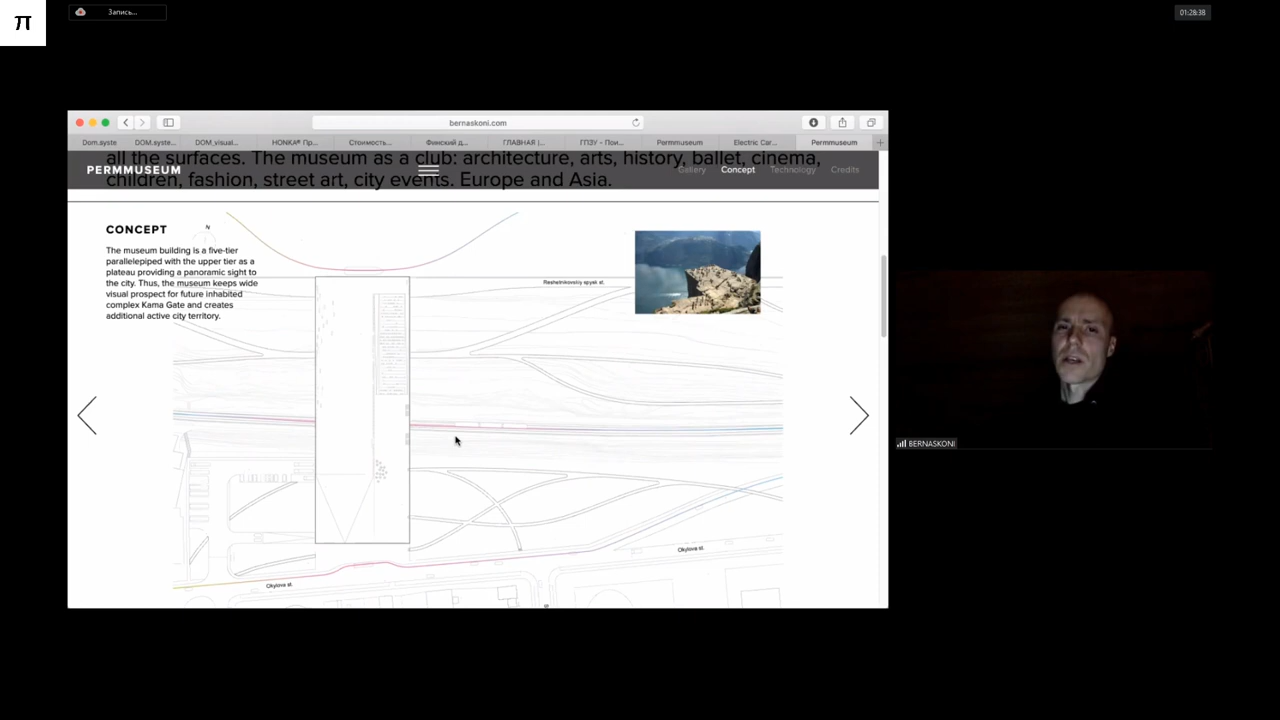 π
Запись...
01:28:38
bernaskoni.com
Dom.syste
DOM.syste...
DOM_visual...
HONKA® Пр...
Стоимость...
Финский д...
ГЛАВНАЯ |...
ГПЗУ – Пои...
Permmuseum
Electric Car...
Permmuseum
all the surfaces. The museum as a club: architecture, arts, history, ballet, cinema,
children, fashion, street art, city events. Europe and Asia.
PERMMUSEUM
Gallery
Concept
Technology
Credits
CONCEPT
N
The museum building is a five-tier
parallelepiped with the upper tier as a
plateau providing a panoramic sight to
the city. Thus, the museum keeps wide
visual prospect for future inhabited
complex Kama Gate and creates
additional active city territory.
Reshetnikovskiy spysk st.
Okylova st.
Okylova st.
BERNASKONI